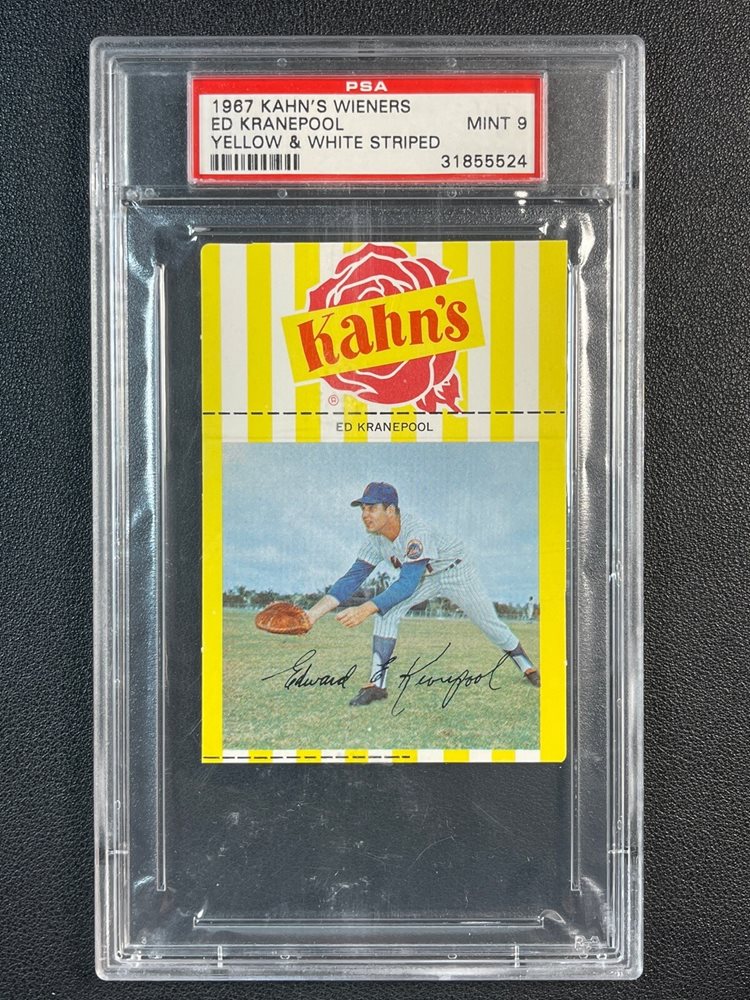 PSA
1967 KAHN'S WIENERS
ED KRANEPOOL MINT 9
YELLOW & WHITE STRIPED
31855524
Kahn's
®
ED KRANEPOOL
Edward E Kranepool